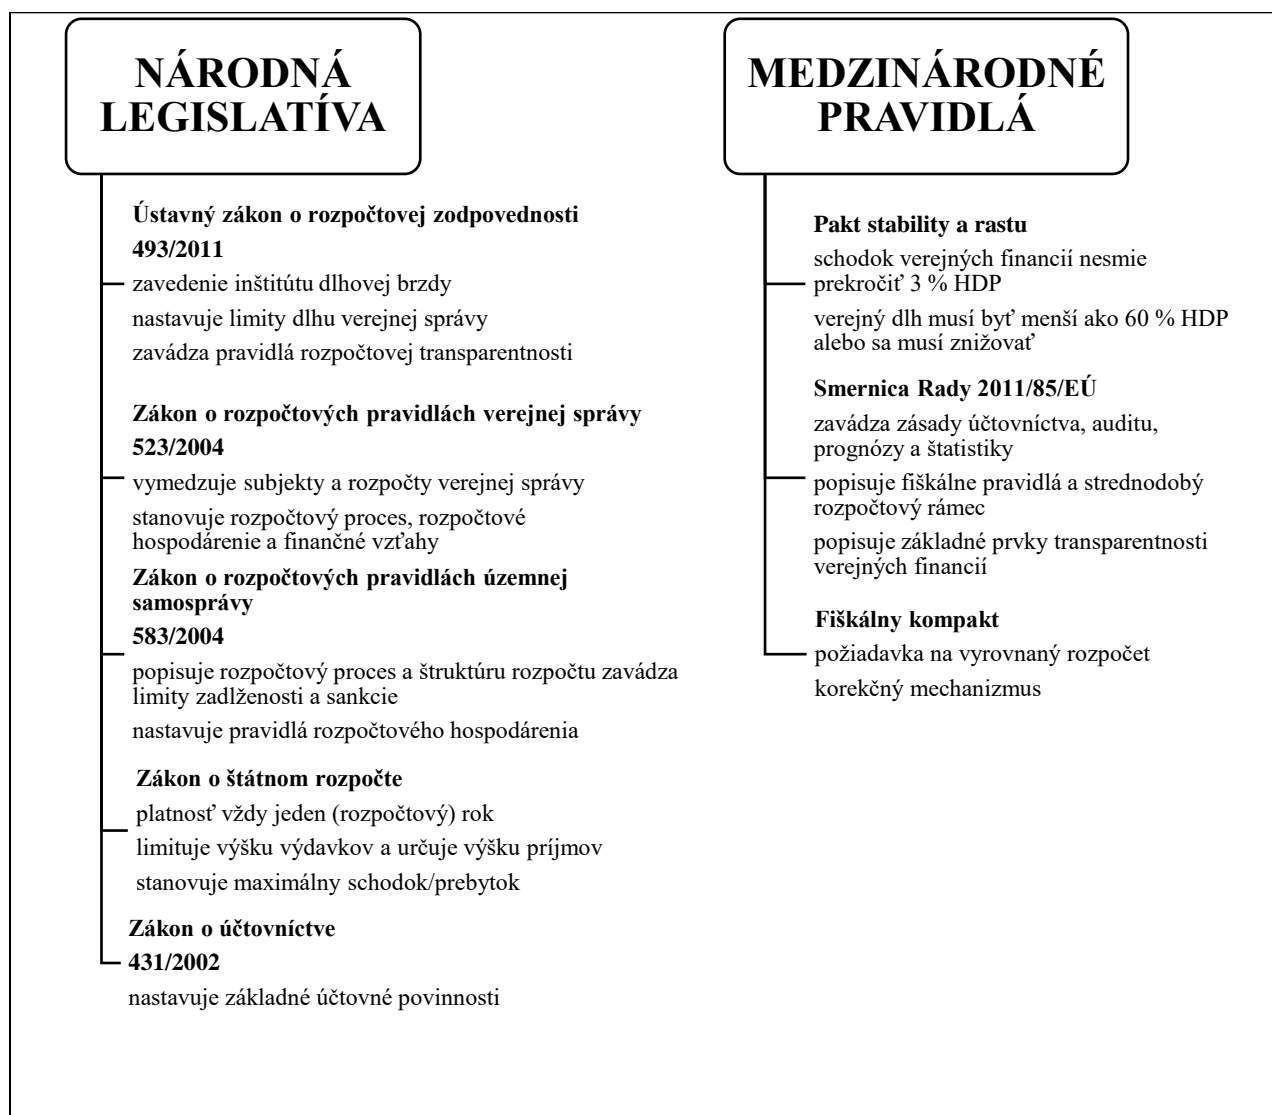 NÁRODNÁ
LEGISLATÍVA
Ústavný zákon o rozpočtovej zodpovednosti
493/2011
zavedenie inštitútu dlhovej brzdy
nastavuje limity dlhu verejnej správy
zavádza pravidlá rozpočtovej transparentnosti
Zákon o rozpočtových pravidlách verejnej správy
523/2004
vymedzuje subjekty a rozpočty verejnej správy
stanovuje rozpočtový proces, rozpočtové
hospodárenie a finančné vzťahy
Zákon o rozpočtových pravidlách územnej
samosprávy
583/2004
popisuje rozpočtový proces a štruktúru rozpočtu zavádza
limity zadlženosti a sankcie
nastavuje pravidlá rozpočtového hospodárenia
Zákon o štátnom rozpočte
platnosť vždy jeden (rozpočtový) rok
limituje výšku výdavkov a určuje výšku príjmov
stanovuje maximálny schodok/prebytok
Zákon o účtovníctve
431/2002
nastavuje základné účtovné povinnosti
MEDZINÁRODNÉ
PRAVIDLÁ
Pakt stability a rastu
schodok verejných financií nesmie
prekročiť 3 % HDP
verejný dlh musí byť menší ako 60 % HDP
alebo sa musí znižovať
Smernica Rady 2011/85/EÚ
zavádza zásady účtovníctva, auditu,
prognózy a štatistiky
popisuje fiškálne pravidlá a strednodobý
rozpočtový rámec
popisuje základné prvky transparentnosti
verejných financií
Fiškálny kompakt
požiadavka na vyrovnaný rozpočet
korekčný mechanizmus